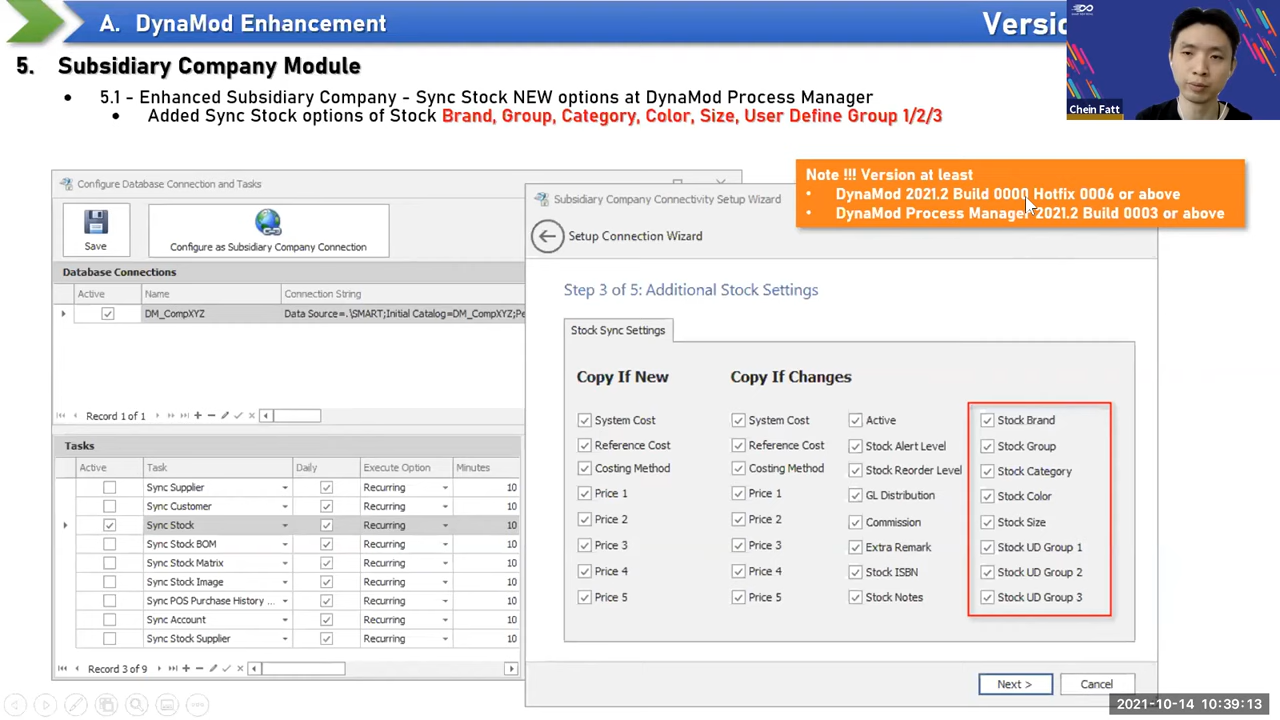 A. DynaMod Enhancement
Versio
Chein Fatt
5. Subsidiary Company Module
• 5.1 - Enhanced Subsidiary Company - Sync Stock NEW options at DynaMod Process Manager
• Added Sync Stock options of Stock Brand, Group, Category, Color, Size, User Define Group 1/2/3
Note !!! Version at least
• DynaMod 2021.2 Build 0000 Hotfix 0006 or above
• DynaMod Process Manager 2021.2 Build 0003 or above
Configure Database Connection and Tasks
Save
Configure as Subsidiary Company Connection
Database Connections
Active Name Connection String
DM_CompXYZ Data Source=.\SMART;Initial Catalog=DM_CompXYZ;Pe
Record 1 of 1
Tasks
Active Task Daily Execute Option Minutes
Sync Supplier Recurring 10
Sync Customer Recurring 10
Sync Stock Recurring 10
Sync Stock BOM Recurring 10
Sync Stock Matrix Recurring 10
Sync Stock Image Recurring 10
Sync POS Purchase History ... Recurring 10
Sync Account Recurring 10
Sync Stock Supplier Recurring 10
Record 3 of 9
Subsidiary Company Connectivity Setup Wizard
Setup Connection Wizard
Step 3 of 5: Additional Stock Settings
Stock Sync Settings
Copy If New Copy If Changes
System Cost System Cost Active Stock Brand
Reference Cost Reference Cost Stock Alert Level Stock Group
Costing Method Costing Method Stock Reorder Level Stock Category
Price 1 Price 1 GL Distribution Stock Color
Price 2 Price 2 Commission Stock Size
Price 3 Price 3 Extra Remark Stock UD Group 1
Price 4 Price 4 Stock ISBN Stock UD Group 2
Price 5 Price 5 Stock Notes Stock UD Group 3
Next > Cancel
2021-10-14 10:39:13